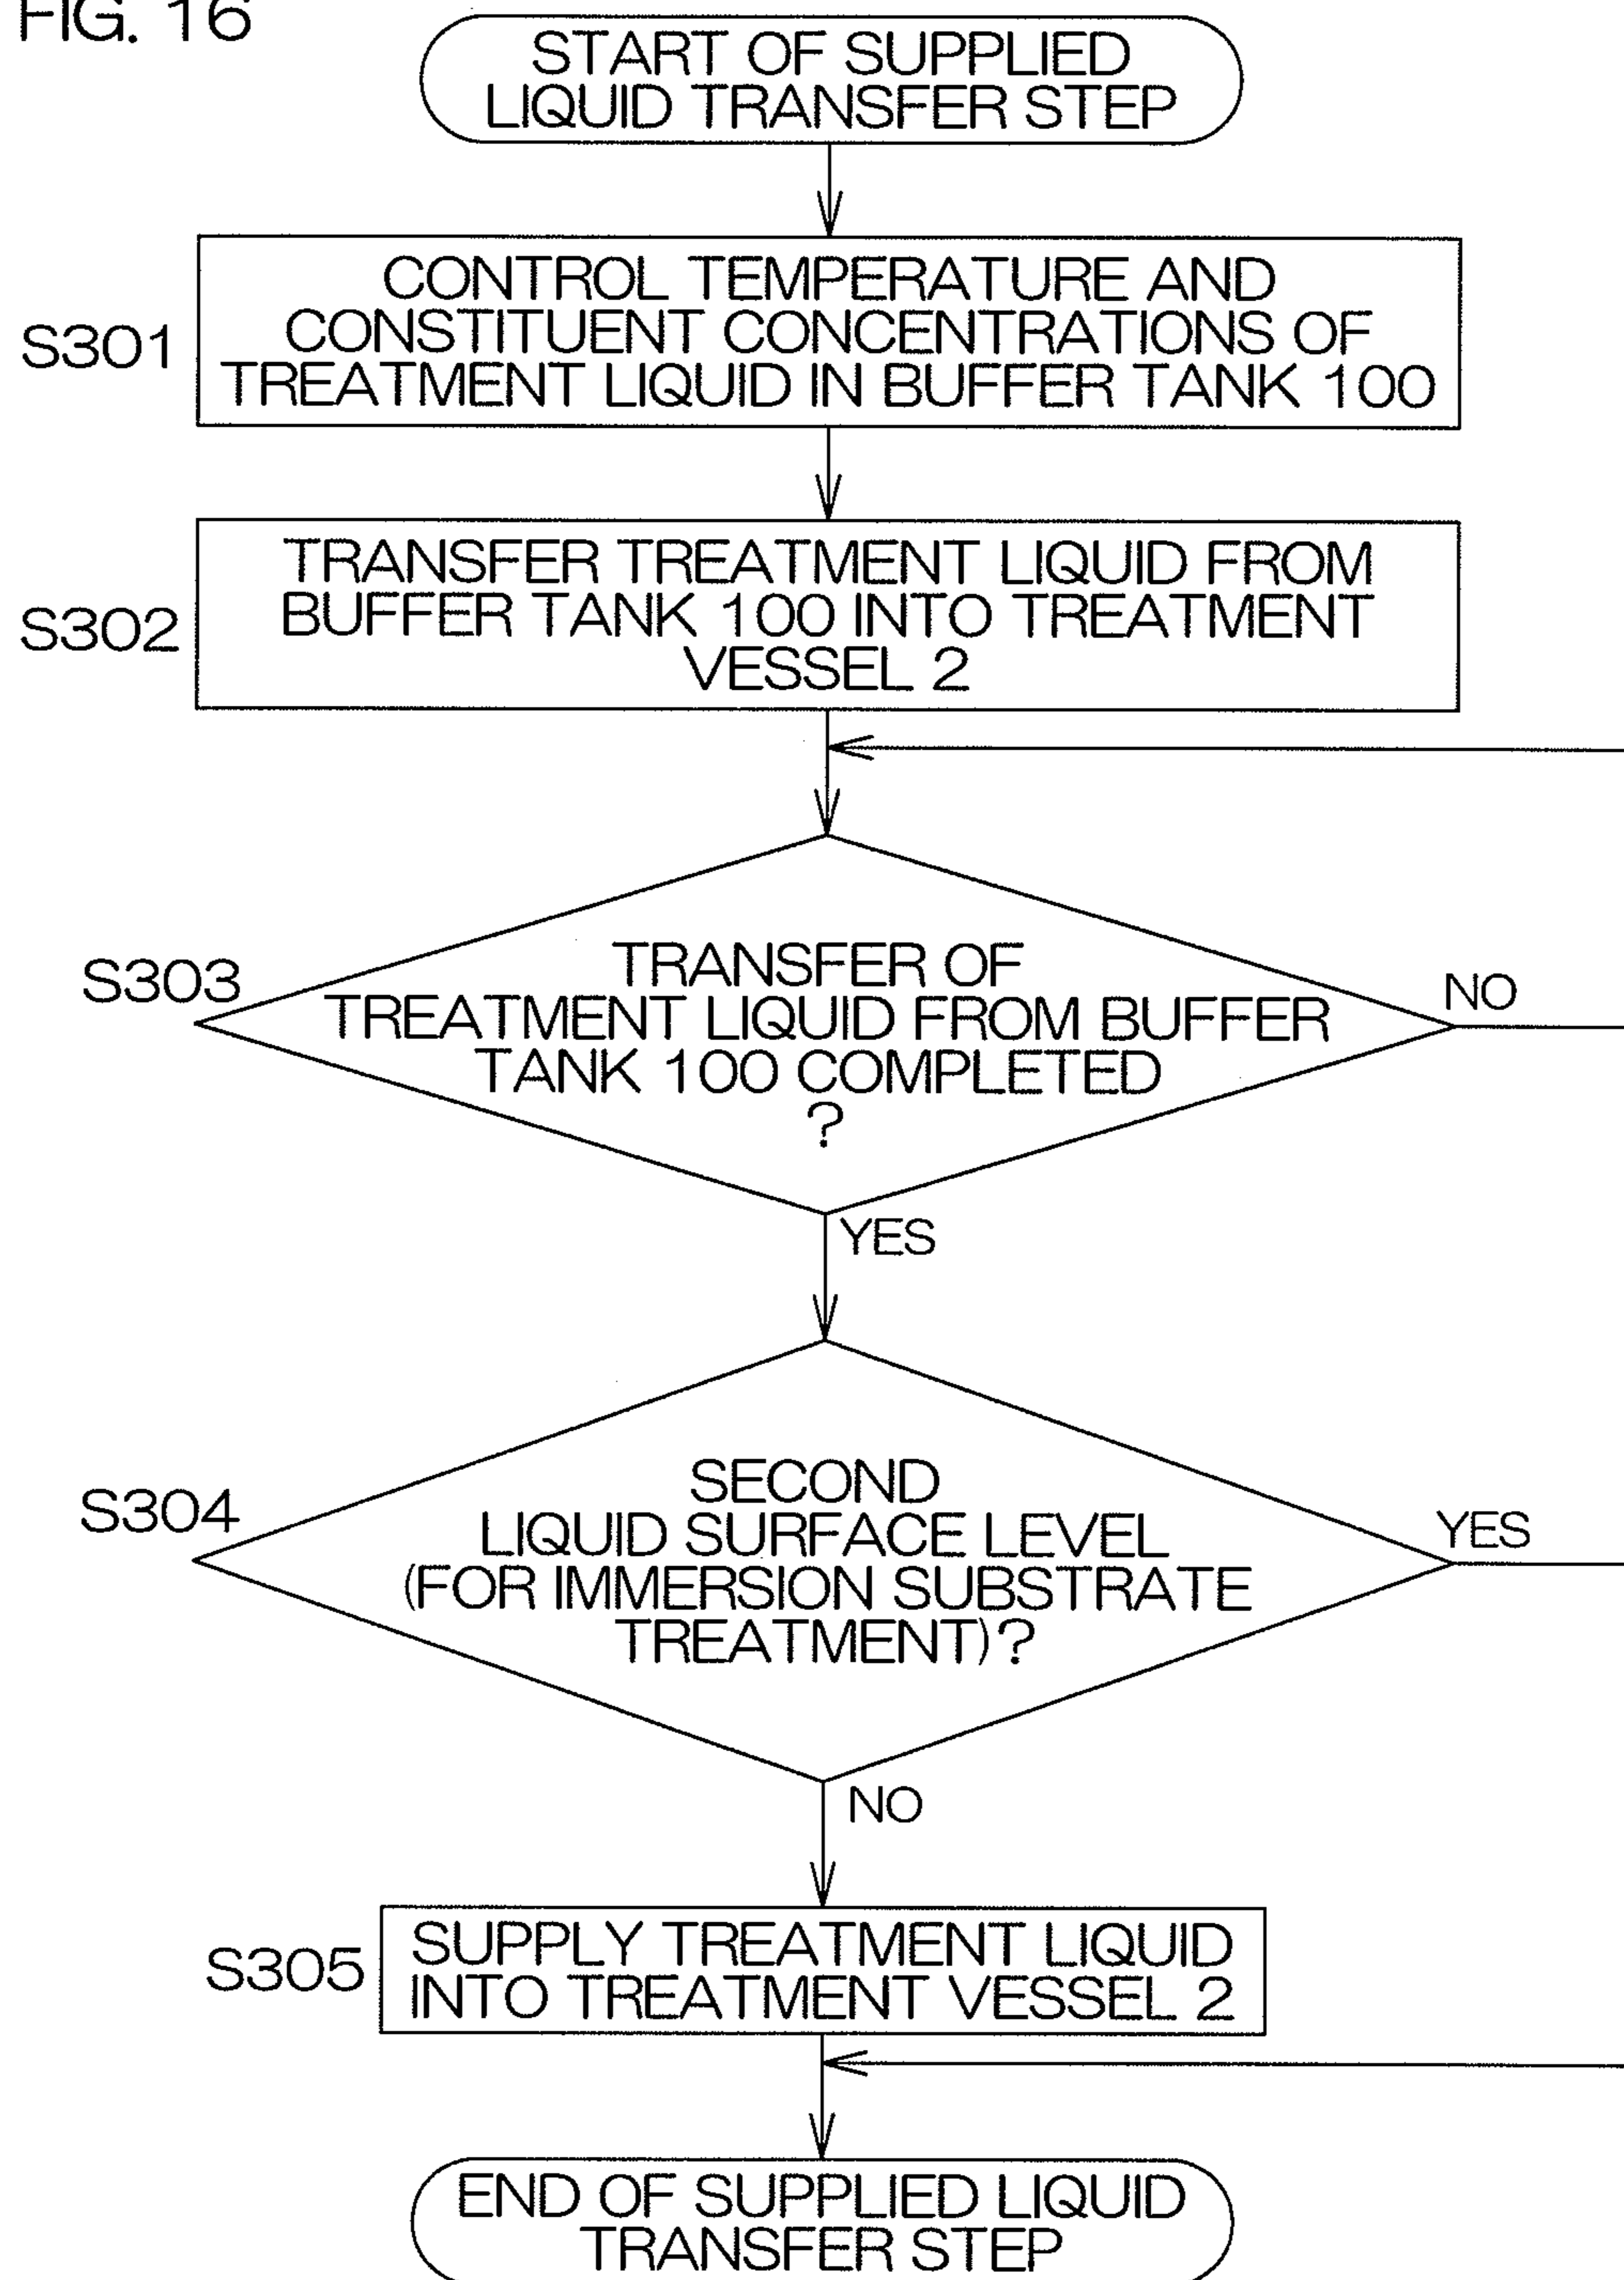 FIG. 16
START OF SUPPLIED
LIQUID TRANSFER STEP
S301
CONTROL TEMPERATURE AND
CONSTITUENT CONCENTRATIONS OF
TREATMENT LIQUID IN BUFFER TANK 100
S302
TRANSFER TREATMENT LIQUID FROM
BUFFER TANK 100 INTO TREATMENT
VESSEL 2
S303
TRANSFER OF
TREATMENT LIQUID FROM BUFFER
TANK 100 COMPLETED
?
NO
YES
S304
SECOND
LIQUID SURFACE LEVEL
(FOR IMMERSION SUBSTRATE
TREATMENT)?
YES
NO
S305
SUPPLY TREATMENT LIQUID
INTO TREATMENT VESSEL 2
END OF SUPPLIED LIQUID
TRANSFER STEP